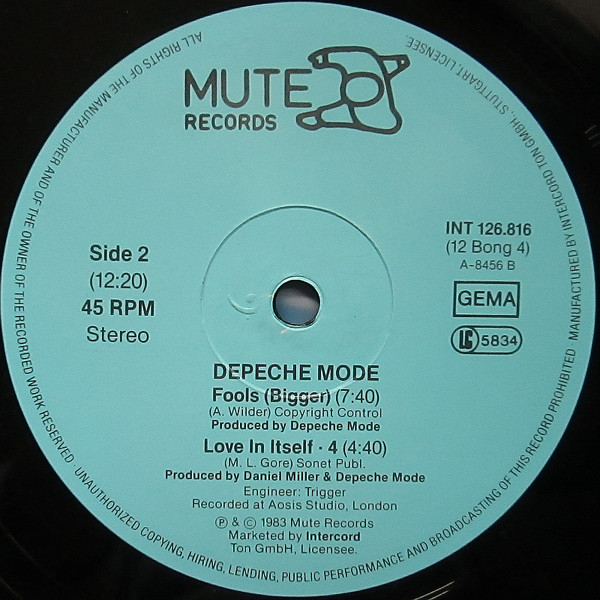 MUTE
RECORDS
Side 2
(12:20)
45 RPM
Stereo
INT 126.816
(12 Bong 4)
A-8456 B
GEMA
LC 5834
DEPECHE MODE
Fools (Bigger) (7:40)
(A. Wilder) Copyright Control
Produced by Depeche Mode
Love In Itself · 4 (4:40)
(M. L. Gore) Sonet Publ.
Produced by Daniel Miller & Depeche Mode
Engineer: Trigger
Recorded at Aosis Studio, London
Ⓟ & © 1983 Mute Records
Marketed by Intercord
Ton GmbH, Licensee.
ALL RIGHTS OF THE MANUFACTURER AND OF THE OWNER OF THE RECORDED WORK RESERVED · UNAUTHORIZED COPYING, HIRING, LENDING, PUBLIC PERFORMANCE AND BROADCASTING OF THIS RECORD PROHIBITED · MANUFACTURED BY INTERCORD TON GMBH., STUTTGART, LICENSEE.